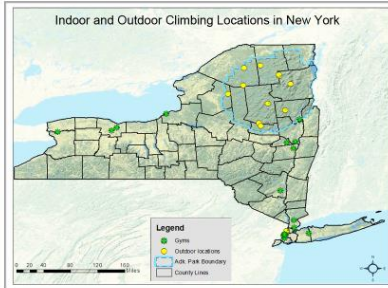 Indoor and Outdoor Climbing Locations in New York
Legend
Gyms
Outdoor locations
Adk. Park Boundary
County Lines
0 20 40 80 120 160
Miles